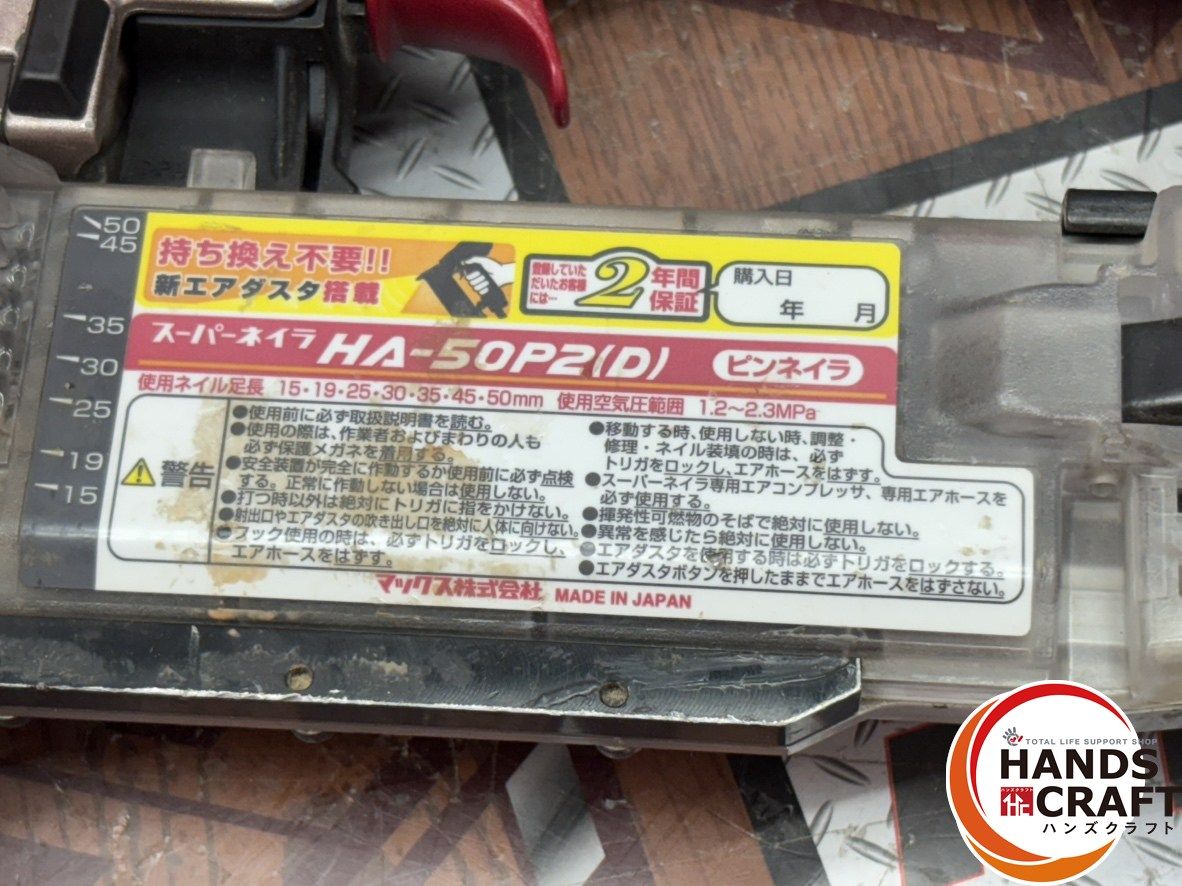 50
45
35
30
25
19
15
持ち換え不要!!
新エアダスタ搭載
登録していた
だいたお客様
には…
2年間
保証
購入日
年 月
スーパーネイラ HA-50P2(D) ピンネイラ
使用ネイル足長 15・19・25・30・35・45・50mm 使用空気圧範囲 1.2～2.3MPa
警告
●使用前に必ず取扱説明書を読む。
●使用の際は、作業者およびまわりの人も
必ず保護メガネを着用する。
●安全装置が完全に作動するか使用前に必ず点検
する。正常に作動しない場合は使用しない。
●打つ時以外は絶対にトリガに指をかけない。
●射出口やエアダスタの吹き出し口を絶対に人体に向けない。
●フック使用の時は、必ずトリガをロックし、
エアホースをはずす。
●移動する時、使用しない時、調整・
修理・ネイル装填の時は、必ず
トリガをロックし、エアホースをはずす。
●スーパーネイラ専用エアコンプレッサ、専用エアホースを
必ず使用する。
●揮発性可燃物のそばで絶対に使用しない。
●異常を感じたら絶対に使用しない。
●エアダスタを使用する時は必ずトリガをロックする。
●エアダスタボタンを押したままでエアホースをはずさない。
マックス株式会社 MADE IN JAPAN
TOTAL LIFE SUPPORT SHOP
HANDS
ハンズクラフト
CRAFT
ハンズクラフト